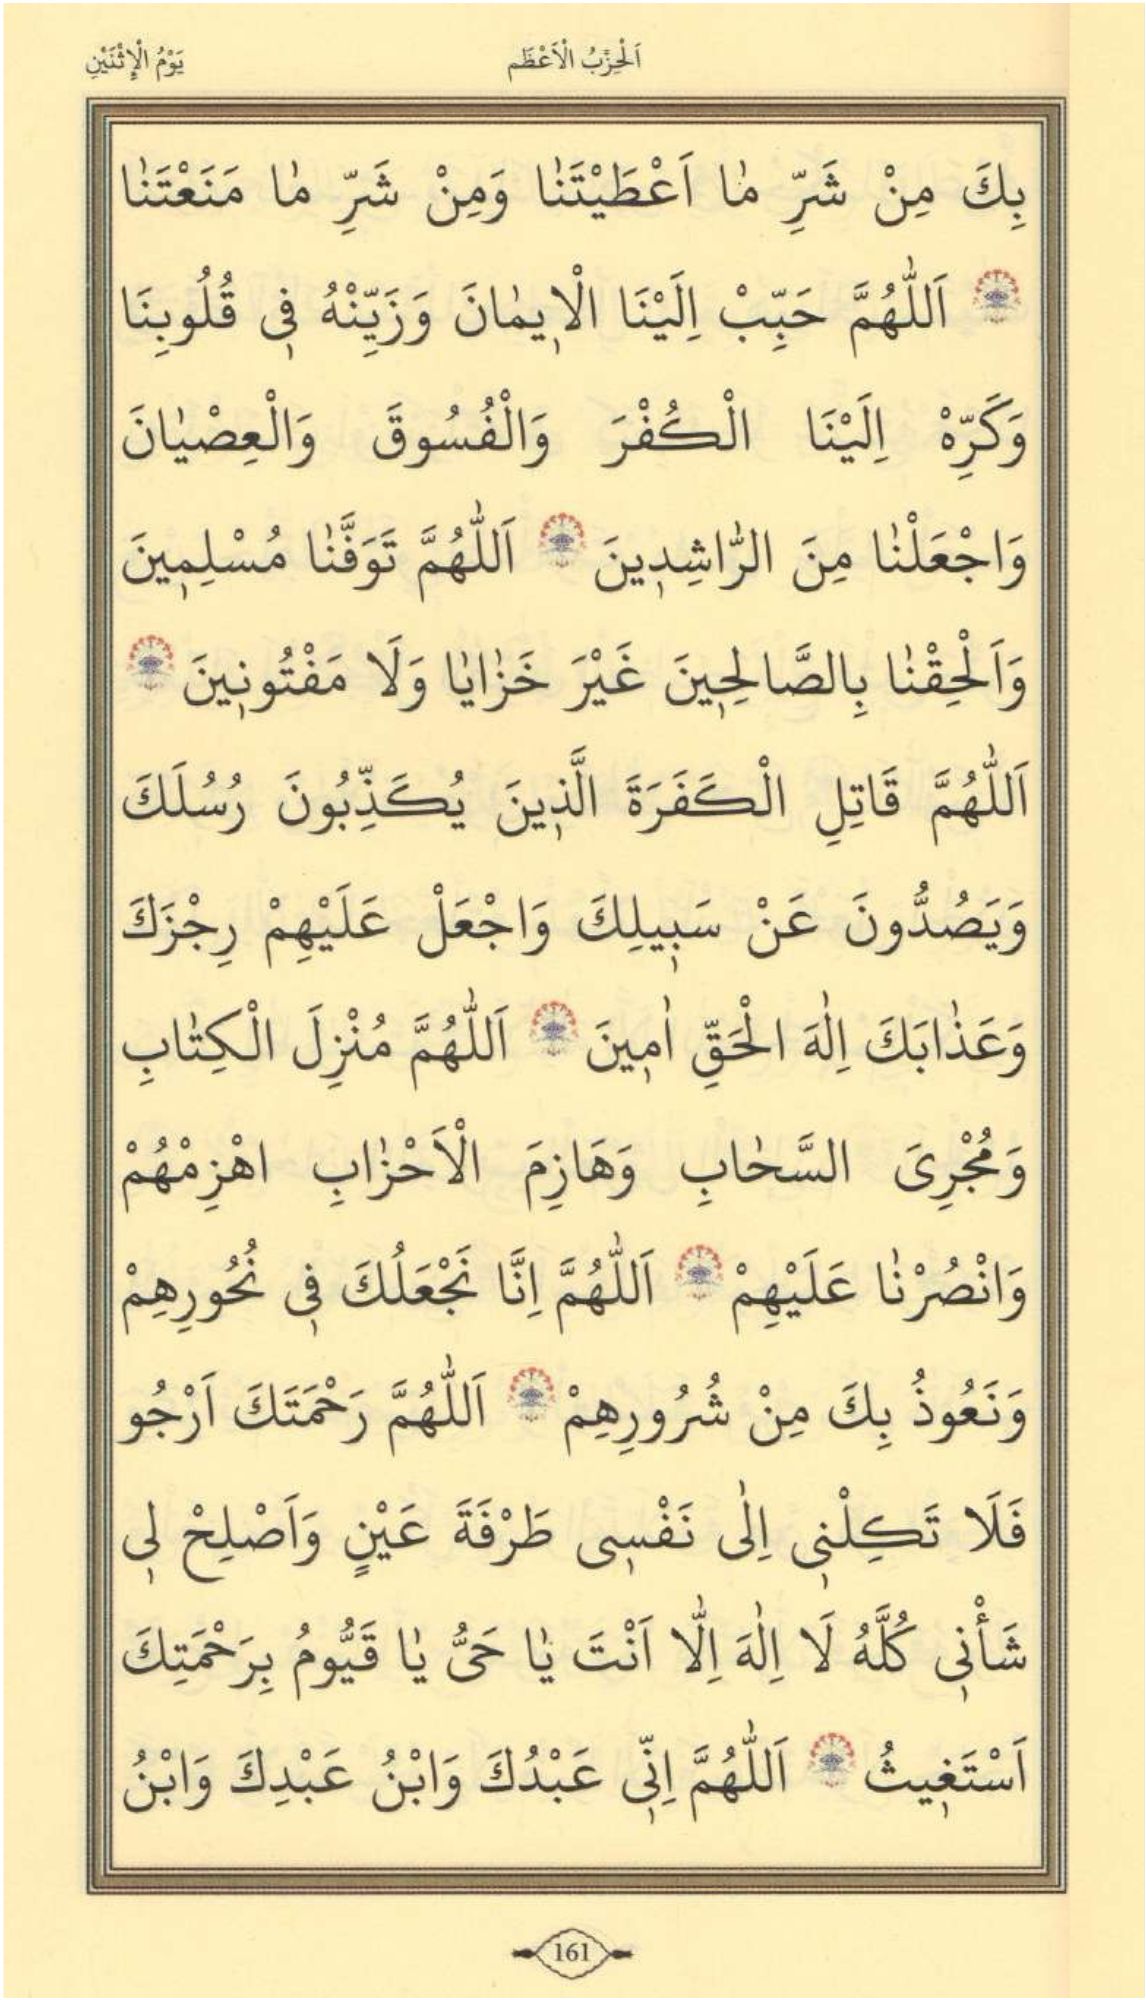 اَلْحِزْبُ الْاَعْظَم
يَوْمُ الْاِثْنَيْنِ
بِكَ مِنْ شَرِّ مٰا اَعْطَيْتَنٰا وَمِنْ شَرِّ مٰا مَنَعْتَنٰا
اَللّٰهُمَّ حَبِّبْ اِلَيْنَا الْاٖيمٰانَ وَزَيِّنْهُ فٖى قُلُوبِنَا
وَكَرِّهْ اِلَيْنَا الْكُفْرَ وَالْفُسُوقَ وَالْعِصْيٰانَ
وَاجْعَلْنٰا مِنَ الرّٰاشِدٖينَ اَللّٰهُمَّ تَوَفَّنٰا مُسْلِمٖينَ
وَاَلْحِقْنٰا بِالصَّالِحٖينَ غَيْرَ خَزٰايٰا وَلَا مَفْتُونٖينَ
اَللّٰهُمَّ قَاتِلِ الْكَفَرَةَ الَّذٖينَ يُكَذِّبُونَ رُسُلَكَ
وَيَصُدُّونَ عَنْ سَبٖيلِكَ وَاجْعَلْ عَلَيْهِمْ رِجْزَكَ
وَعَذٰابَكَ اِلٰهَ الْحَقِّ اٰمٖينَ اَللّٰهُمَّ مُنْزِلَ الْكِتٰابِ
وَمُجْرِىَ السَّحٰابِ وَهَازِمَ الْاَحْزٰابِ اهْزِمْهُمْ
وَانْصُرْنٰا عَلَيْهِمْ اَللّٰهُمَّ اِنَّا نَجْعَلُكَ فٖى نُحُورِهِمْ
وَنَعُوذُ بِكَ مِنْ شُرُورِهِمْ اَللّٰهُمَّ رَحْمَتَكَ اَرْجُو
فَلَا تَكِلْنٖى اِلٰى نَفْسٖى طَرْفَةَ عَيْنٍ وَاَصْلِحْ لٖى
شَأْنٖى كُلَّهُ لَا اِلٰهَ اِلّٰا اَنْتَ يٰا حَىُّ يٰا قَيُّومُ بِرَحْمَتِكَ
اَسْتَغٖيثُ اَللّٰهُمَّ اِنّٖى عَبْدُكَ وَابْنُ عَبْدِكَ وَابْنُ
161